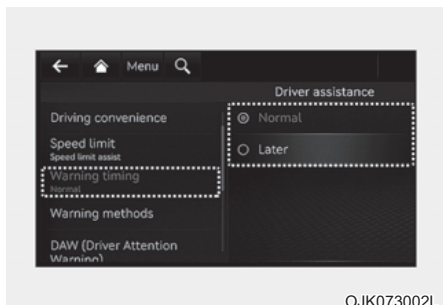 Menu
Driver assistance
Driving convenience
Speed limit
Speed limit assist
Warning timing
Normal
Warning methods
DAW (Driver Attention
Warning)
Normal
Later
OJK073002L